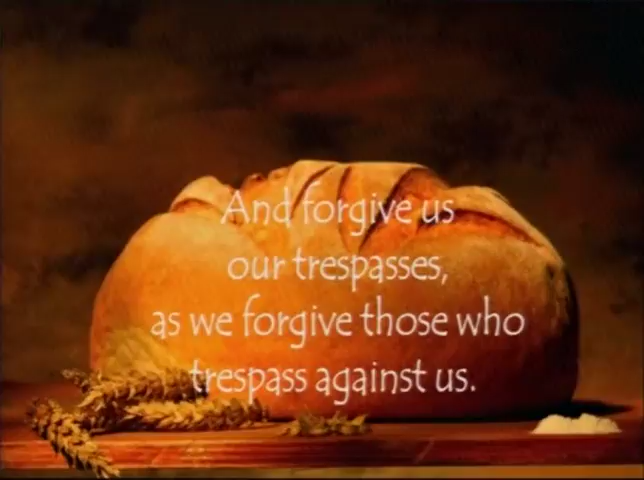 And forgive us
our trespasses,
as we forgive those who
trespass against us.